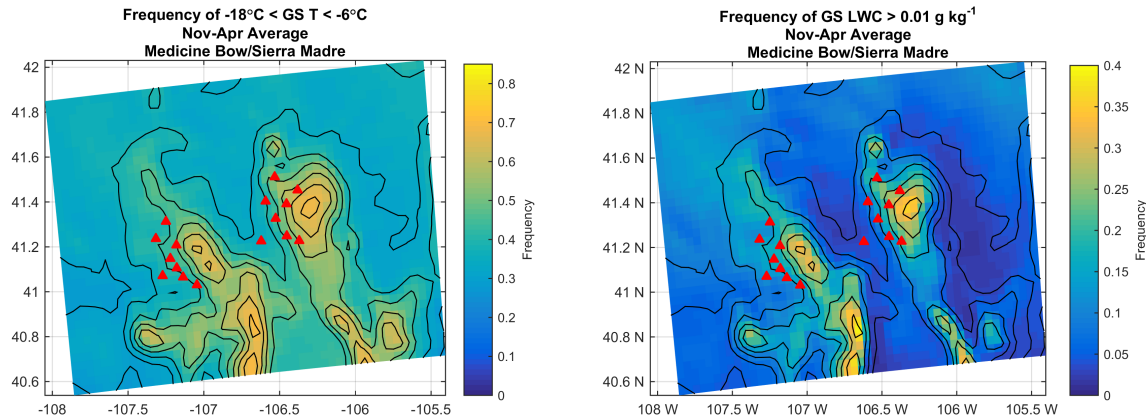 Frequency of -18°C < GS T < -6°C
Nov-Apr Average
Medicine Bow/Sierra Madre
42
41.8
41.6
41.4
41.2
41
40.8
40.6
-108
-107.5
-107
-106.5
-106
-105.5
0.8
0.7
0.6
0.5
0.4
0.3
0.2
0.1
0
Frequency
Frequency of GS LWC > 0.01 g kg⁻¹
Nov-Apr Average
Medicine Bow/Sierra Madre
42 N
41.8 N
41.6 N
41.4 N
41.2 N
41 N
40.8 N
40.6 N
108 W
107.5 W
107 W
106.5 W
106 W
105.5 W
0.4
0.35
0.3
0.25
0.2
0.15
0.1
0.05
0
Frequency